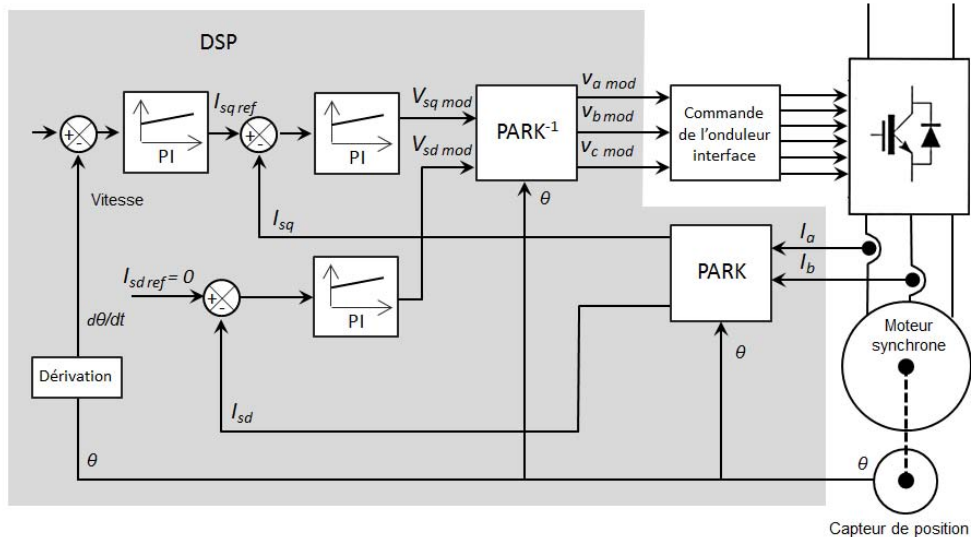 DSP
I sq ref
PI
V sq mod
PI
V sd mod
PARK-1
v a mod
v b mod
v c mod
Commande
de l'onduleur
interface
Vitesse
θ
I sq
I a
I b
PARK
I sd ref = 0
PI
dθ/dt
Moteur
synchrone
θ
Dérivation
I sd
θ
θ
Capteur de position